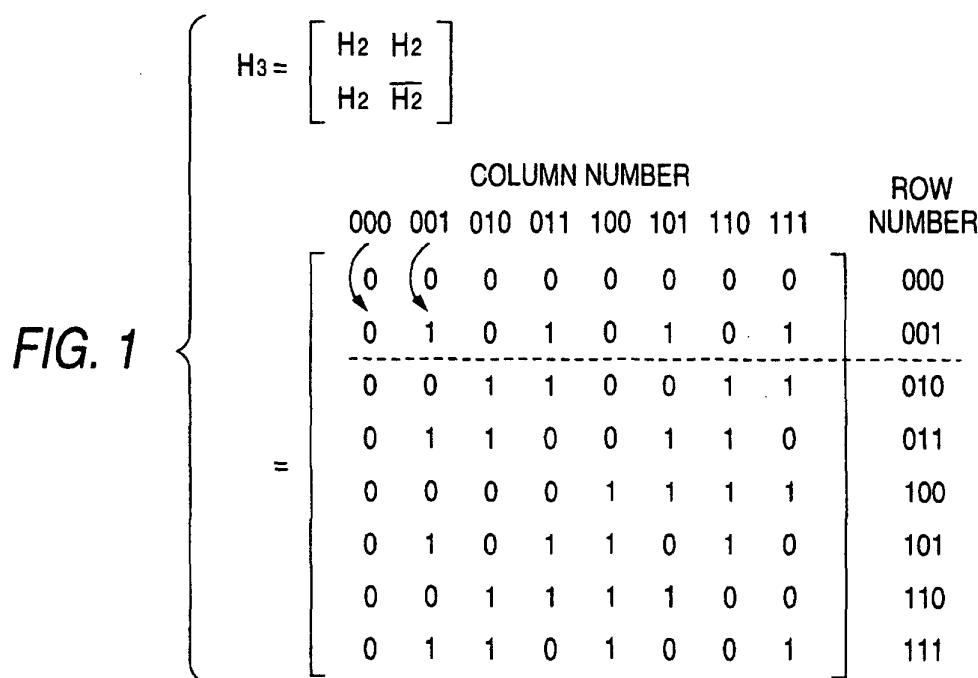 H3 = [ H2 H2
H2 H̅2̅ ]
COLUMN NUMBER
ROW NUMBER
000 001 010 011 100 101 110 111
0 0 0 0 0 0 0 0 000
0 1 0 1 0 1 0 1 001
FIG. 1
0 0 1 1 0 0 1 1 010
0 1 1 0 0 1 1 0 011
=
0 0 0 0 1 1 1 1 100
0 1 0 1 1 0 1 0 101
0 0 1 1 1 1 0 0 110
0 1 1 0 1 0 0 1 111